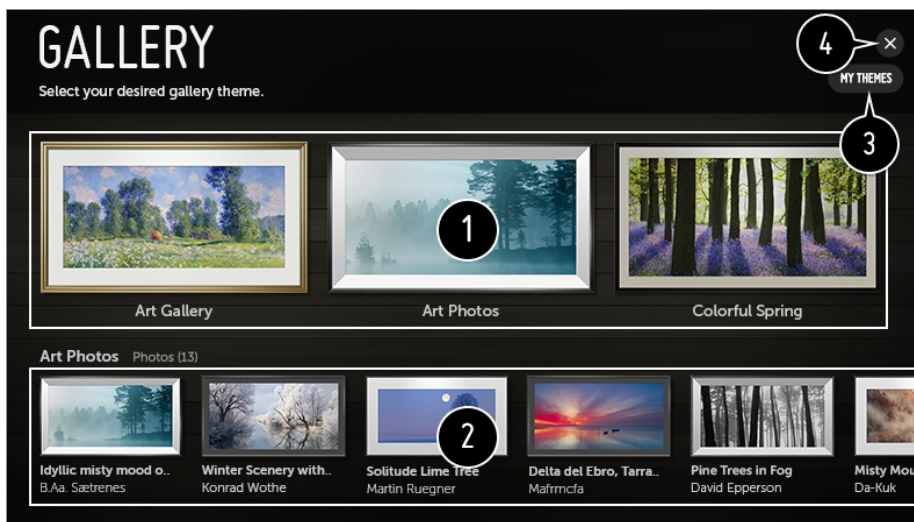 GALLERY
Select your desired gallery theme.
4
MY THEMES
3
1
Art Gallery
Art Photos
Colorful Spring
Art Photos Photos (13)
2
Idyllic misty mood o..
Winter Scenery with..
Solitude Lime Tree
Delta del Ebro, Tarra..
Pine Trees in Fog
Misty Mou
B.Aa. Sætrenes
Konrad Wothe
Martin Ruegner
Mafrmcfa
David Epperson
Da-Kuk